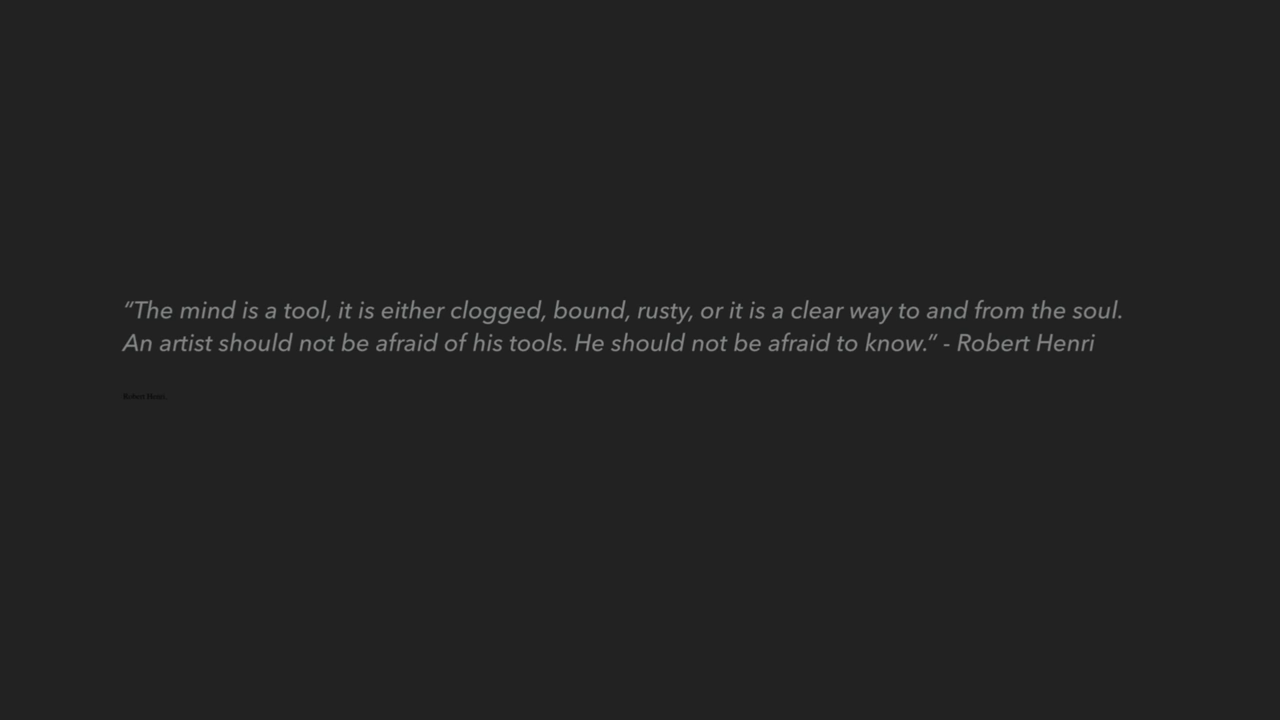 “The mind is a tool, it is either clogged, bound, rusty, or it is a clear way to and from the soul.
An artist should not be afraid of his tools. He should not be afraid to know.” - Robert Henri
Robert Henri